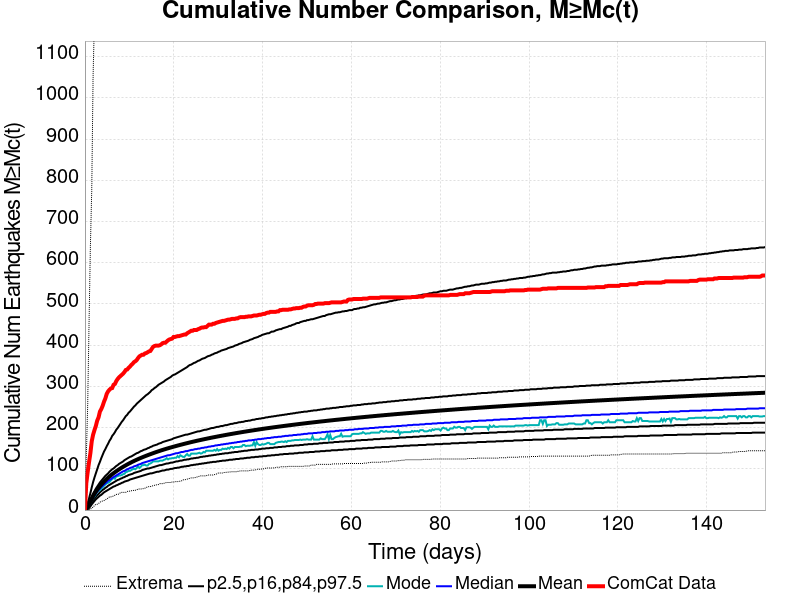 Cumulative Number Comparison, M≥Mc(t)
Cumulative Num Earthquakes M≥Mc(t)
1100
1000
900
800
700
600
500
400
300
200
100
0
0 20 40 60 80 100 120 140
Time (days)
Extrema p2.5,p16,p84,p97.5 Mode Median Mean ComCat Data